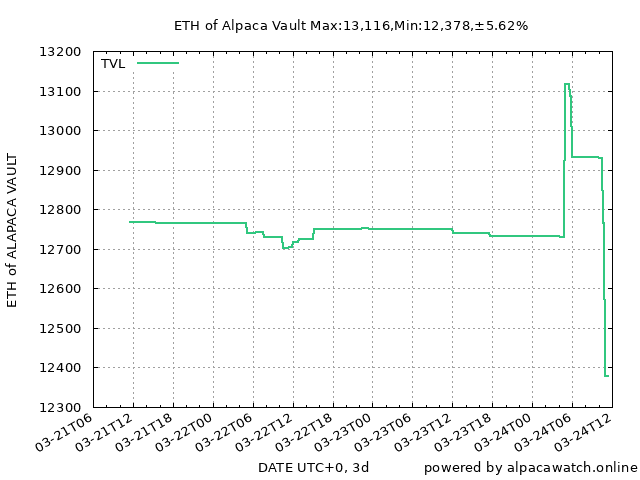 ETH of Alpaca Vault Max:13,116,Min:12,378,±5.62%
TVL
13200
13100
13000
12900
12800
12700
12600
12500
12400
12300
ETH of ALAPACA VAULT
03-21T06
03-21T12
03-21T18
03-22T00
03-22T06
03-22T12
03-22T18
03-23T00
03-23T06
03-23T12
03-23T18
03-24T00
03-24T06
03-24T12
DATE UTC+0, 3d
powered by alpacawatch.online